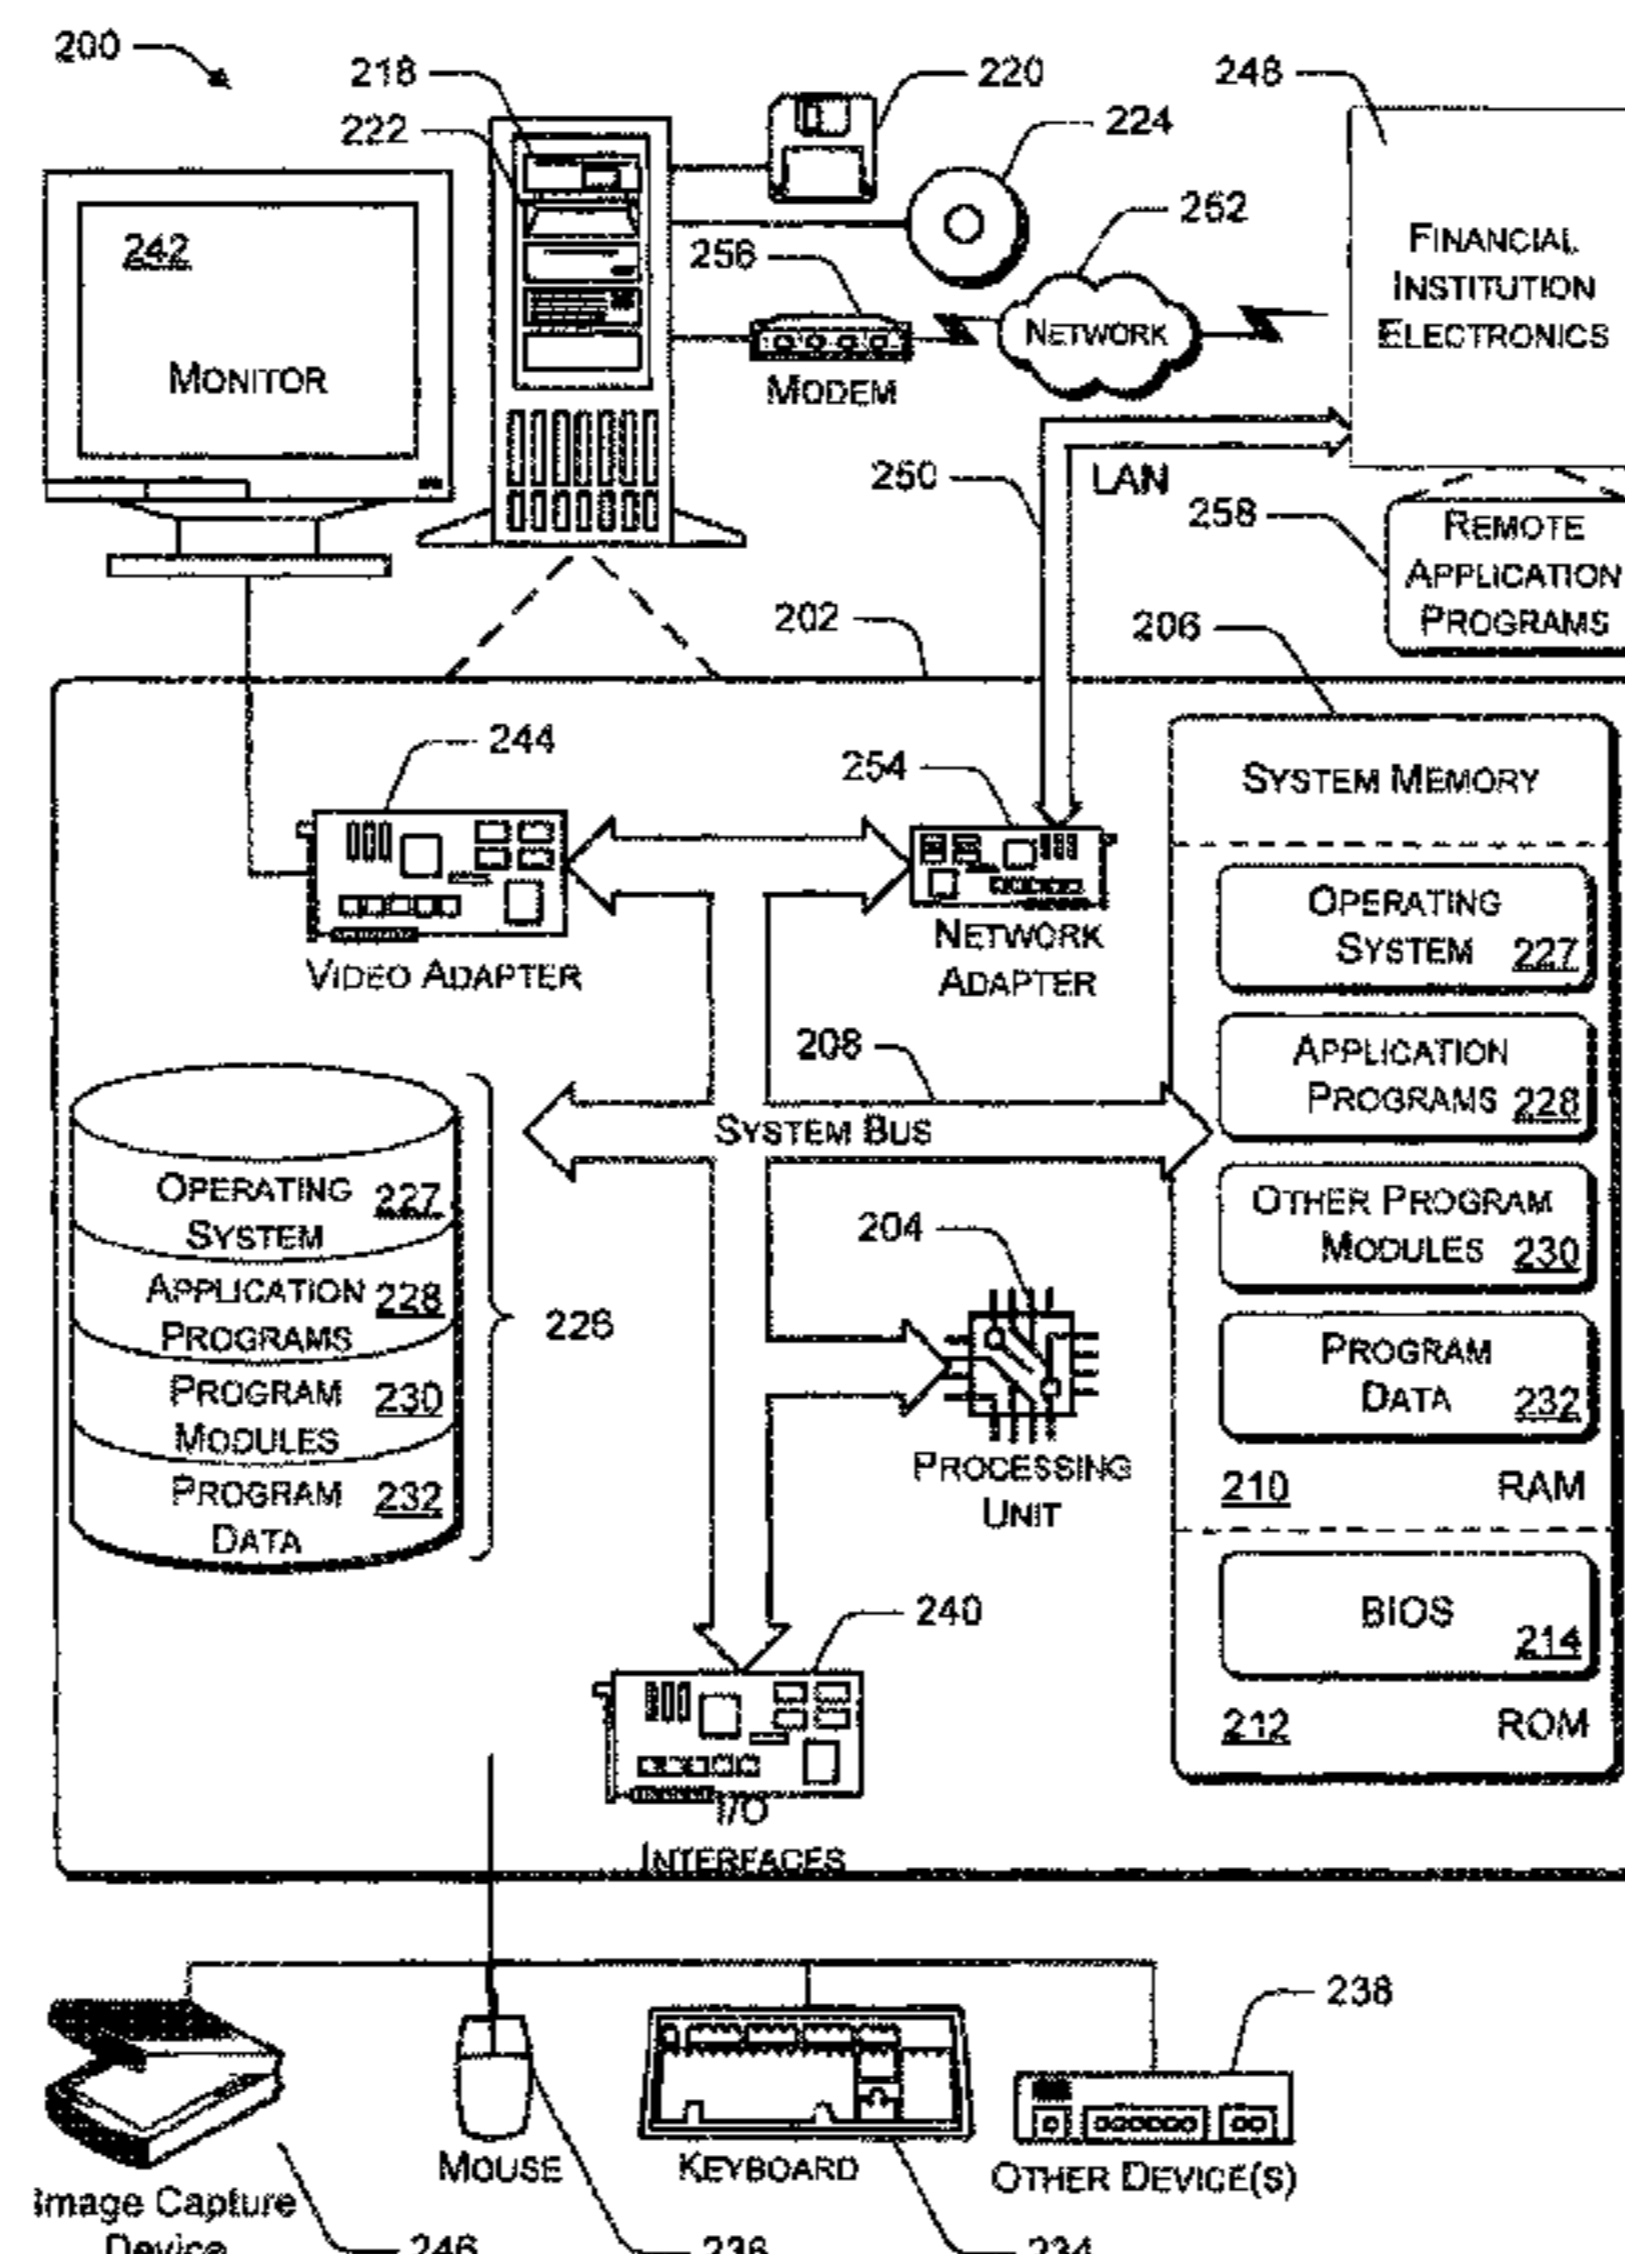 200
218
220
248
222
224
242
252
256
FINANCIAL
INSTITUTION
ELECTRONICS
NETWORK
MONITOR
MODEM
250
LAN
258
REMOTE
APPLICATION
PROGRAMS
202
206
244
254
SYSTEM MEMORY
OPERATING
SYSTEM 227
NETWORK
ADAPTER
VIDEO ADAPTER
208
APPLICATION
PROGRAMS 228
SYSTEM BUS
OPERATING 227
SYSTEM
OTHER PROGRAM
MODULES 230
204
APPLICATION 228
PROGRAMS
226
PROGRAM
DATA 232
PROGRAM 230
MODULES
PROCESSING
UNIT
210 RAM
PROGRAM 232
DATA
240
BIOS
214
212 ROM
I/O
INTERFACES
238
MOUSE
KEYBOARD
OTHER DEVICE(S)
Image Capture
Device
246
236
234